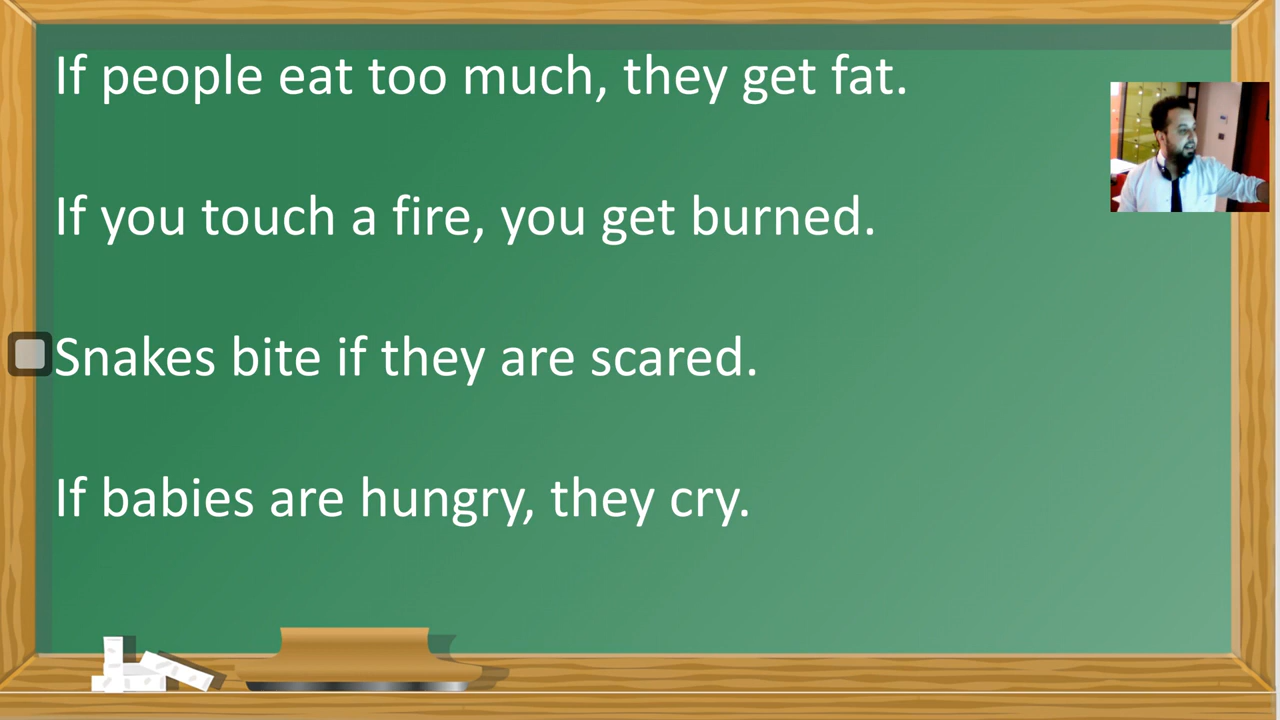 If people eat too much, they get fat.
If you touch a fire, you get burned.
Snakes bite if they are scared.
If babies are hungry, they cry.